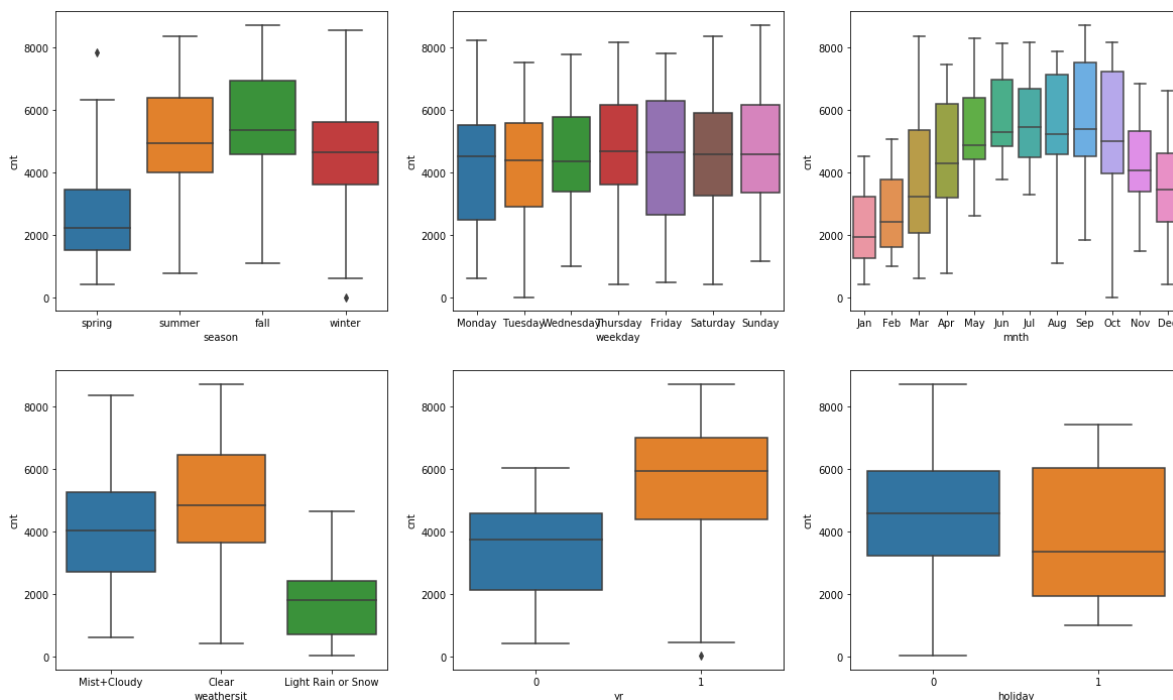 8000
6000
4000
2000
0
cnt
spring summer fall winter
season
8000
6000
4000
2000
0
cnt
Monday Tuesday Wednesday Thursday Friday Saturday Sunday
weekday
8000
6000
4000
2000
0
cnt
Jan Feb Mar Apr May Jun Jul Aug Sep Oct Nov Dec
mnth
8000
6000
4000
2000
0
cnt
Mist+Cloudy Clear Light Rain or Snow
weathersit
8000
6000
4000
2000
0
cnt
0 1
yr
8000
6000
4000
2000
0
cnt
0 1
holiday